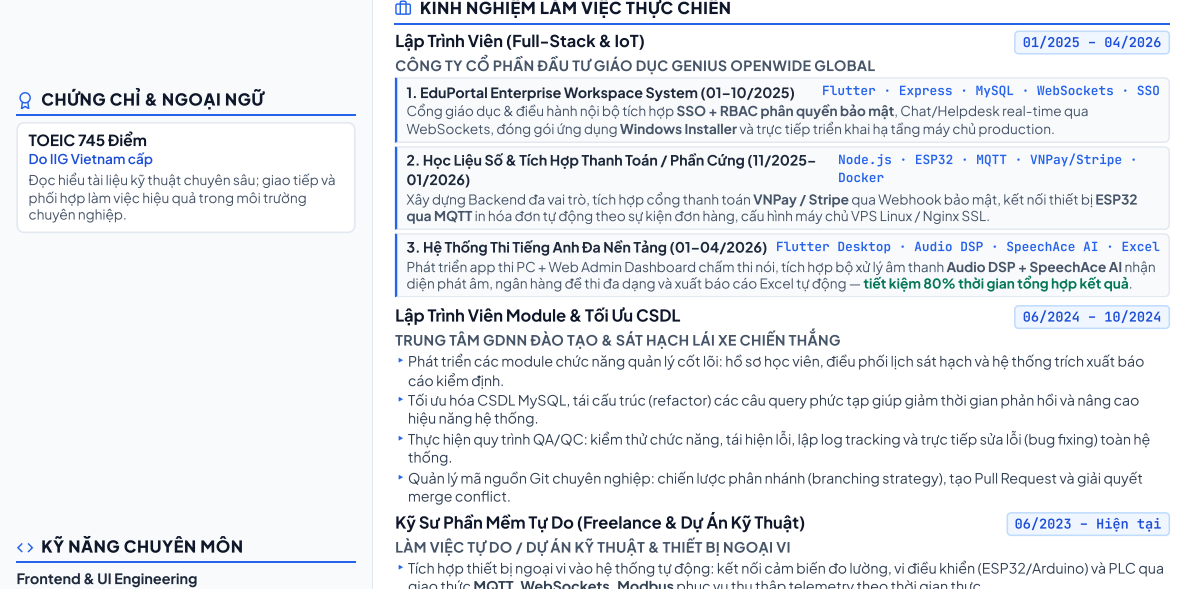 CHỨNG CHỈ & NGOẠI NGỮ
TOEIC 745 Điểm
Do IIG Vietnam cấp
Đọc hiểu tài liệu kỹ thuật chuyên sâu; giao tiếp và
phối hợp làm việc hiệu quả trong môi trường
chuyên nghiệp.
KỸ NĂNG CHUYÊN MÔN
Frontend & UI Engineering
KINH NGHIỆM LÀM VIỆC THỰC CHIẾN
Lập Trình Viên (Full-Stack & IoT) 01/2025 – 04/2026
CÔNG TY CỔ PHẦN ĐẦU TƯ GIÁO DỤC GENIUS OPENWIDE GLOBAL
1. EduPortal Enterprise Workspace System (01–10/2025) Flutter · Express · MySQL · WebSockets · SSO
Cổng giáo dục & điều hành nội bộ tích hợp SSO + RBAC phân quyền bảo mật, Chat/Helpdesk real-time qua
WebSockets, đóng gói ứng dụng Windows Installer và trực tiếp triển khai hạ tầng máy chủ production.
2. Học Liệu Số & Tích Hợp Thanh Toán / Phần Cứng (11/2025– Node.js · ESP32 · MQTT · VNPay/Stripe ·
01/2026) Docker
Xây dựng Backend đa vai trò, tích hợp cổng thanh toán VNPay / Stripe qua Webhook bảo mật, kết nối thiết bị ESP32
qua MQTT in hóa đơn tự động theo sự kiện đơn hàng, cấu hình máy chủ VPS Linux / Nginx SSL.
3. Hệ Thống Thi Tiếng Anh Đa Nền Tảng (01–04/2026) Flutter Desktop · Audio DSP · SpeechAce AI · Excel
Phát triển app thi PC + Web Admin Dashboard chấm thi nói, tích hợp bộ xử lý âm thanh Audio DSP + SpeechAce AI nhận
diện phát âm, ngân hàng đề thi đa dạng và xuất báo cáo Excel tự động — tiết kiệm 80% thời gian tổng hợp kết quả.
Lập Trình Viên Module & Tối Ưu CSDL 06/2024 – 10/2024
TRUNG TÂM GDNN ĐÀO TẠO & SÁT HẠCH LÁI XE CHIẾN THẮNG
‣ Phát triển các module chức năng quản lý cốt lõi: hồ sơ học viên, điều phối lịch sát hạch và hệ thống trích xuất báo
cáo kiểm định.
‣ Tối ưu hóa CSDL MySQL, tái cấu trúc (refactor) các câu query phức tạp giúp giảm thời gian phản hồi và nâng cao
hiệu năng hệ thống.
‣ Thực hiện quy trình QA/QC: kiểm thử chức năng, tái hiện lỗi, lập log tracking và trực tiếp sửa lỗi (bug fixing) toàn hệ
thống.
‣ Quản lý mã nguồn Git chuyên nghiệp: chiến lược phân nhánh (branching strategy), tạo Pull Request và giải quyết
merge conflict.
Kỹ Sư Phần Mềm Tự Do (Freelance & Dự Án Kỹ Thuật) 06/2023 – Hiện tại
LÀM VIỆC TỰ DO / DỰ ÁN KỸ THUẬT & THIẾT BỊ NGOẠI VI
‣ Tích hợp thiết bị ngoại vi vào hệ thống tự động: kết nối cảm biến đo lường, vi điều khiển (ESP32/Arduino) và PLC qua
giao thức MQTT, WebSockets, Modbus phục vụ thu thập telemetry theo thời gian thực.